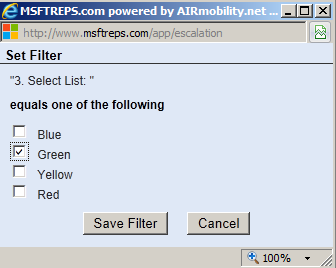 MSFTREPS.com powered by AIRmobility.net ...
http://www.msftreps.com/app/escalation
Set Filter
"3. Select List: "
equals one of the following
Blue
Green
Yellow
Red
Save Filter Cancel
100%